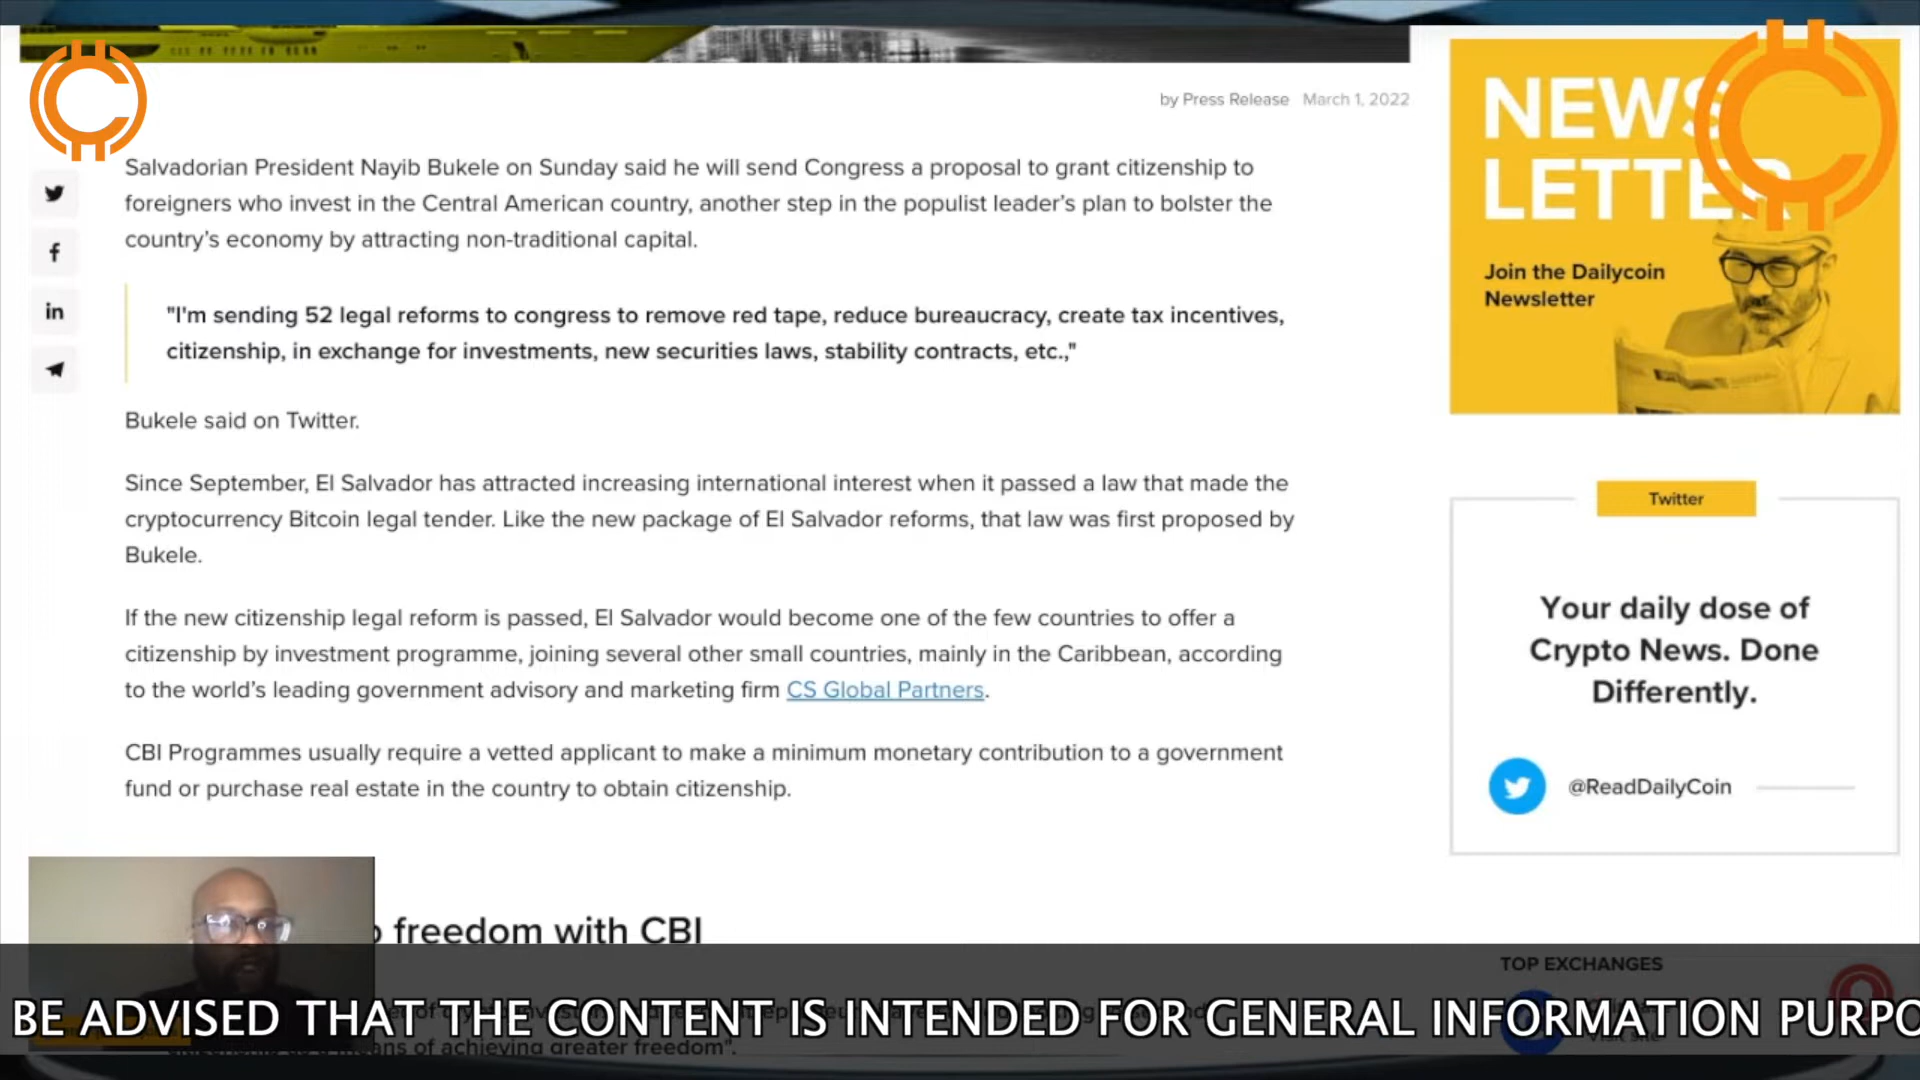 by Press Release March 1, 2022
Salvadorian President Nayib Bukele on Sunday said he will send Congress a proposal to grant citizenship to
foreigners who invest in the Central American country, another step in the populist leader's plan to bolster the
country's economy by attracting non-traditional capital.
"I'm sending 52 legal reforms to congress to remove red tape, reduce bureaucracy, create tax incentives,
citizenship, in exchange for investments, new securities laws, stability contracts, etc.,"
Bukele said on Twitter.
Since September, El Salvador has attracted increasing international interest when it passed a law that made the
cryptocurrency Bitcoin legal tender. Like the new package of El Salvador reforms, that law was first proposed by
Bukele.
If the new citizenship legal reform is passed, El Salvador would become one of the few countries to offer a
citizenship by investment programme, joining several other small countries, mainly in the Caribbean, according
to the world's leading government advisory and marketing firm CS Global Partners.
CBI Programmes usually require a vetted applicant to make a minimum monetary contribution to a government
fund or purchase real estate in the country to obtain citizenship.
freedom with CBI
means of achieving greater freedom".
NEWS
LETTER
Join the Dailycoin
Newsletter
Twitter
Your daily dose of
Crypto News. Done
Differently.
@ReadDailyCoin
TOP EXCHANGES
BE ADVISED THAT THE CONTENT IS INTENDED FOR GENERAL INFORMATION PURPO